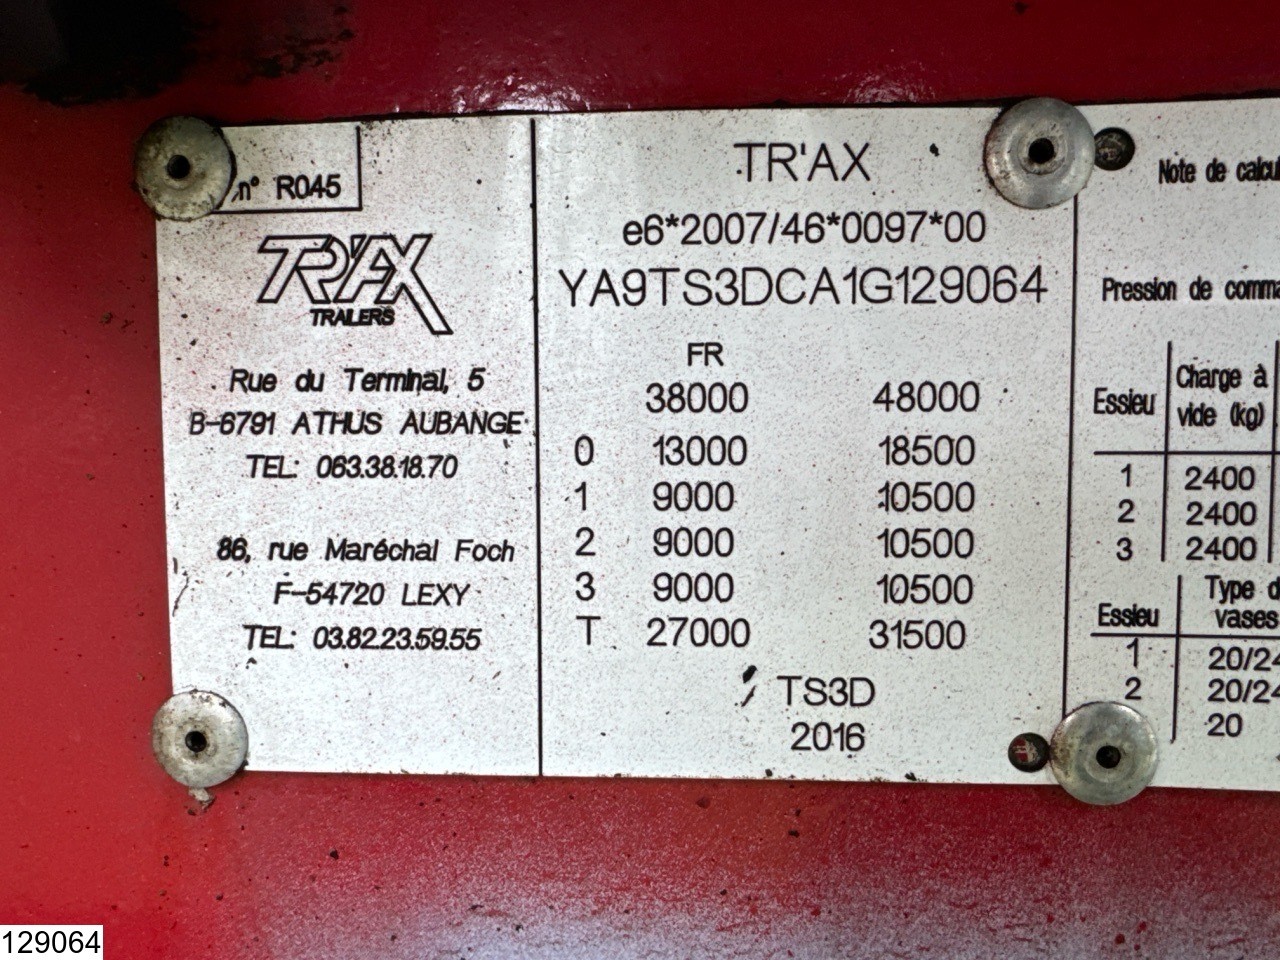 n° R045
TR'AX
TRAILERS
Rue du Terminal, 5
B-6791 ATHUS AUBANGE
TEL: 063.38.18.70
86, rue Maréchal Foch
F-54720 LEXY
TEL: 03.82.23.59.55
TR'AX
e6*2007/46*0097*00
YA9TS3DCA1G129064
FR
38000 48000
0 13000 18500
1 9000 10500
2 9000 10500
3 9000 10500
T 27000 31500
TS3D
2016
Note de calcu
Pression de comma
Essieu Charge à vide (kg)
1 2400
2 2400
3 2400
Essieu Type d vases
1 20/24
2 20/24
20
129064